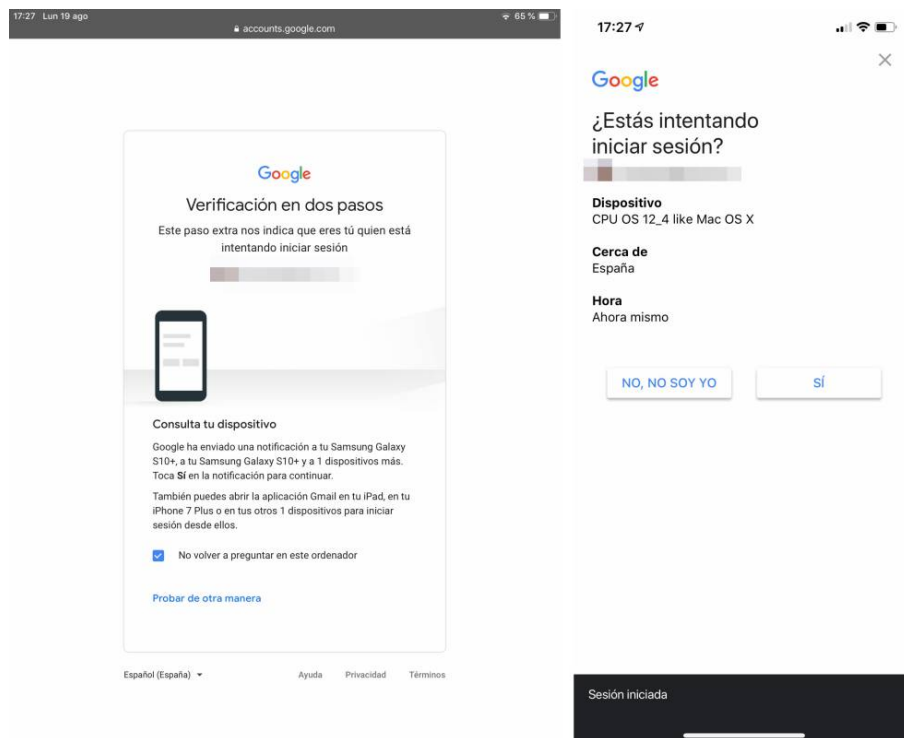 17:27 Lun 19 ago
65 %
accounts.google.com
Google
Verificación en dos pasos
Este paso extra nos indica que eres tú quien está
intentando iniciar sesión
Consulta tu dispositivo
Google ha enviado una notificación a tu Samsung Galaxy
S10+, a tu Samsung Galaxy S10+ y a 1 dispositivos más.
Toca Sí en la notificación para continuar.
También puedes abrir la aplicación Gmail en tu iPad, en tu
iPhone 7 Plus o en tus otros 1 dispositivos para iniciar
sesión desde ellos.
No volver a preguntar en este ordenador
Probar de otra manera
Español (España)
Ayuda Privacidad Términos
17:27
Google
¿Estás intentando
iniciar sesión?
Dispositivo
CPU OS 12_4 like Mac OS X
Cerca de
España
Hora
Ahora mismo
NO, NO SOY YO
SÍ
Sesión iniciada